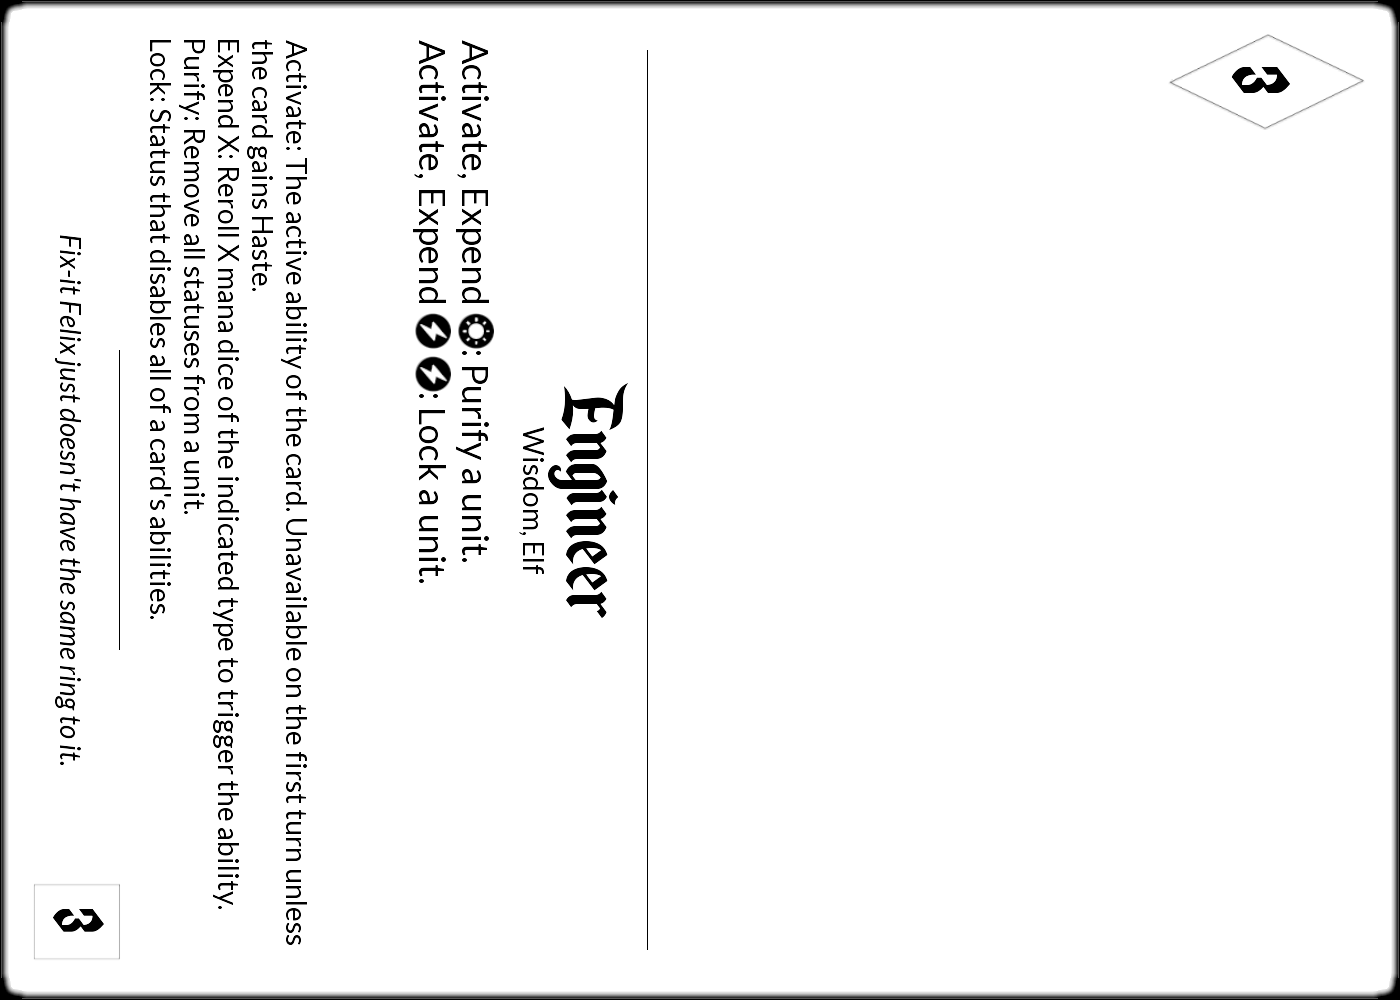 3
Engineer
Wisdom, Elf
Activate, Expend : Purify a unit.
Activate, Expend : Lock a unit.
Activate: The active ability of the card. Unavailable on the first turn unless
the card gains Haste.
Expend X: Reroll X mana dice of the indicated type to trigger the ability.
Purify: Remove all statuses from a unit.
Lock: Status that disables all of a card's abilities.
Fix-it Felix just doesn't have the same ring to it.
3